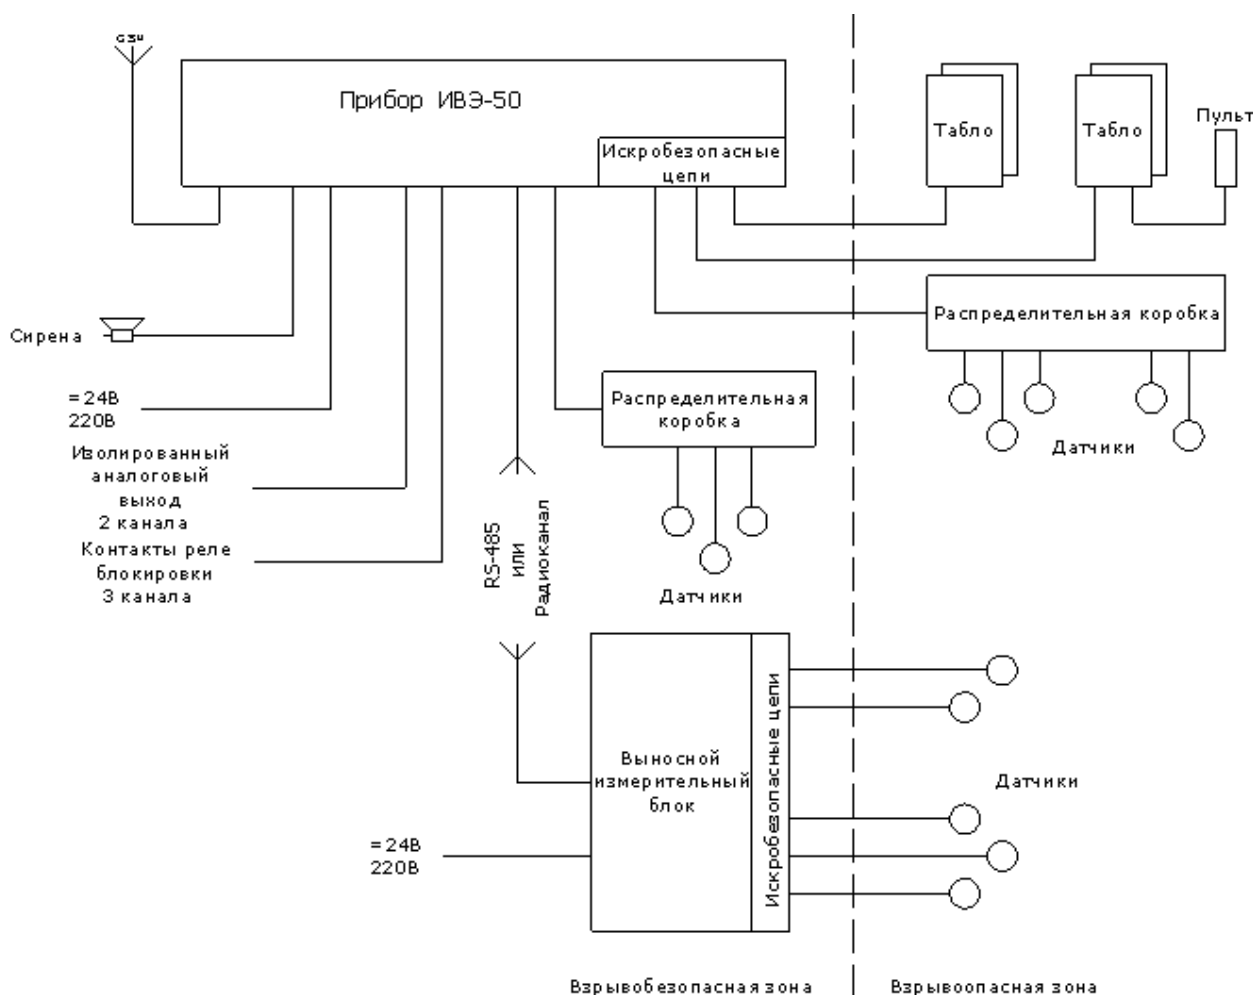 GSM
Прибор ИВЭ-50
Искробезопасные
цепи
Табло
Табло
Пульт
Сирена
Распределительная коробка
=24В
220В
Распределительная
коробка
Датчики
Изолированный
аналоговый
выход
2 канала
Контакты реле
блокировки
3 канала
RS-485
или
Радиоканал
Датчики
Выносной
измерительный
блок
Искробезопасные цепи
Датчики
=24В
220В
Взрывобезопасная зона
Взрывоопасная зона